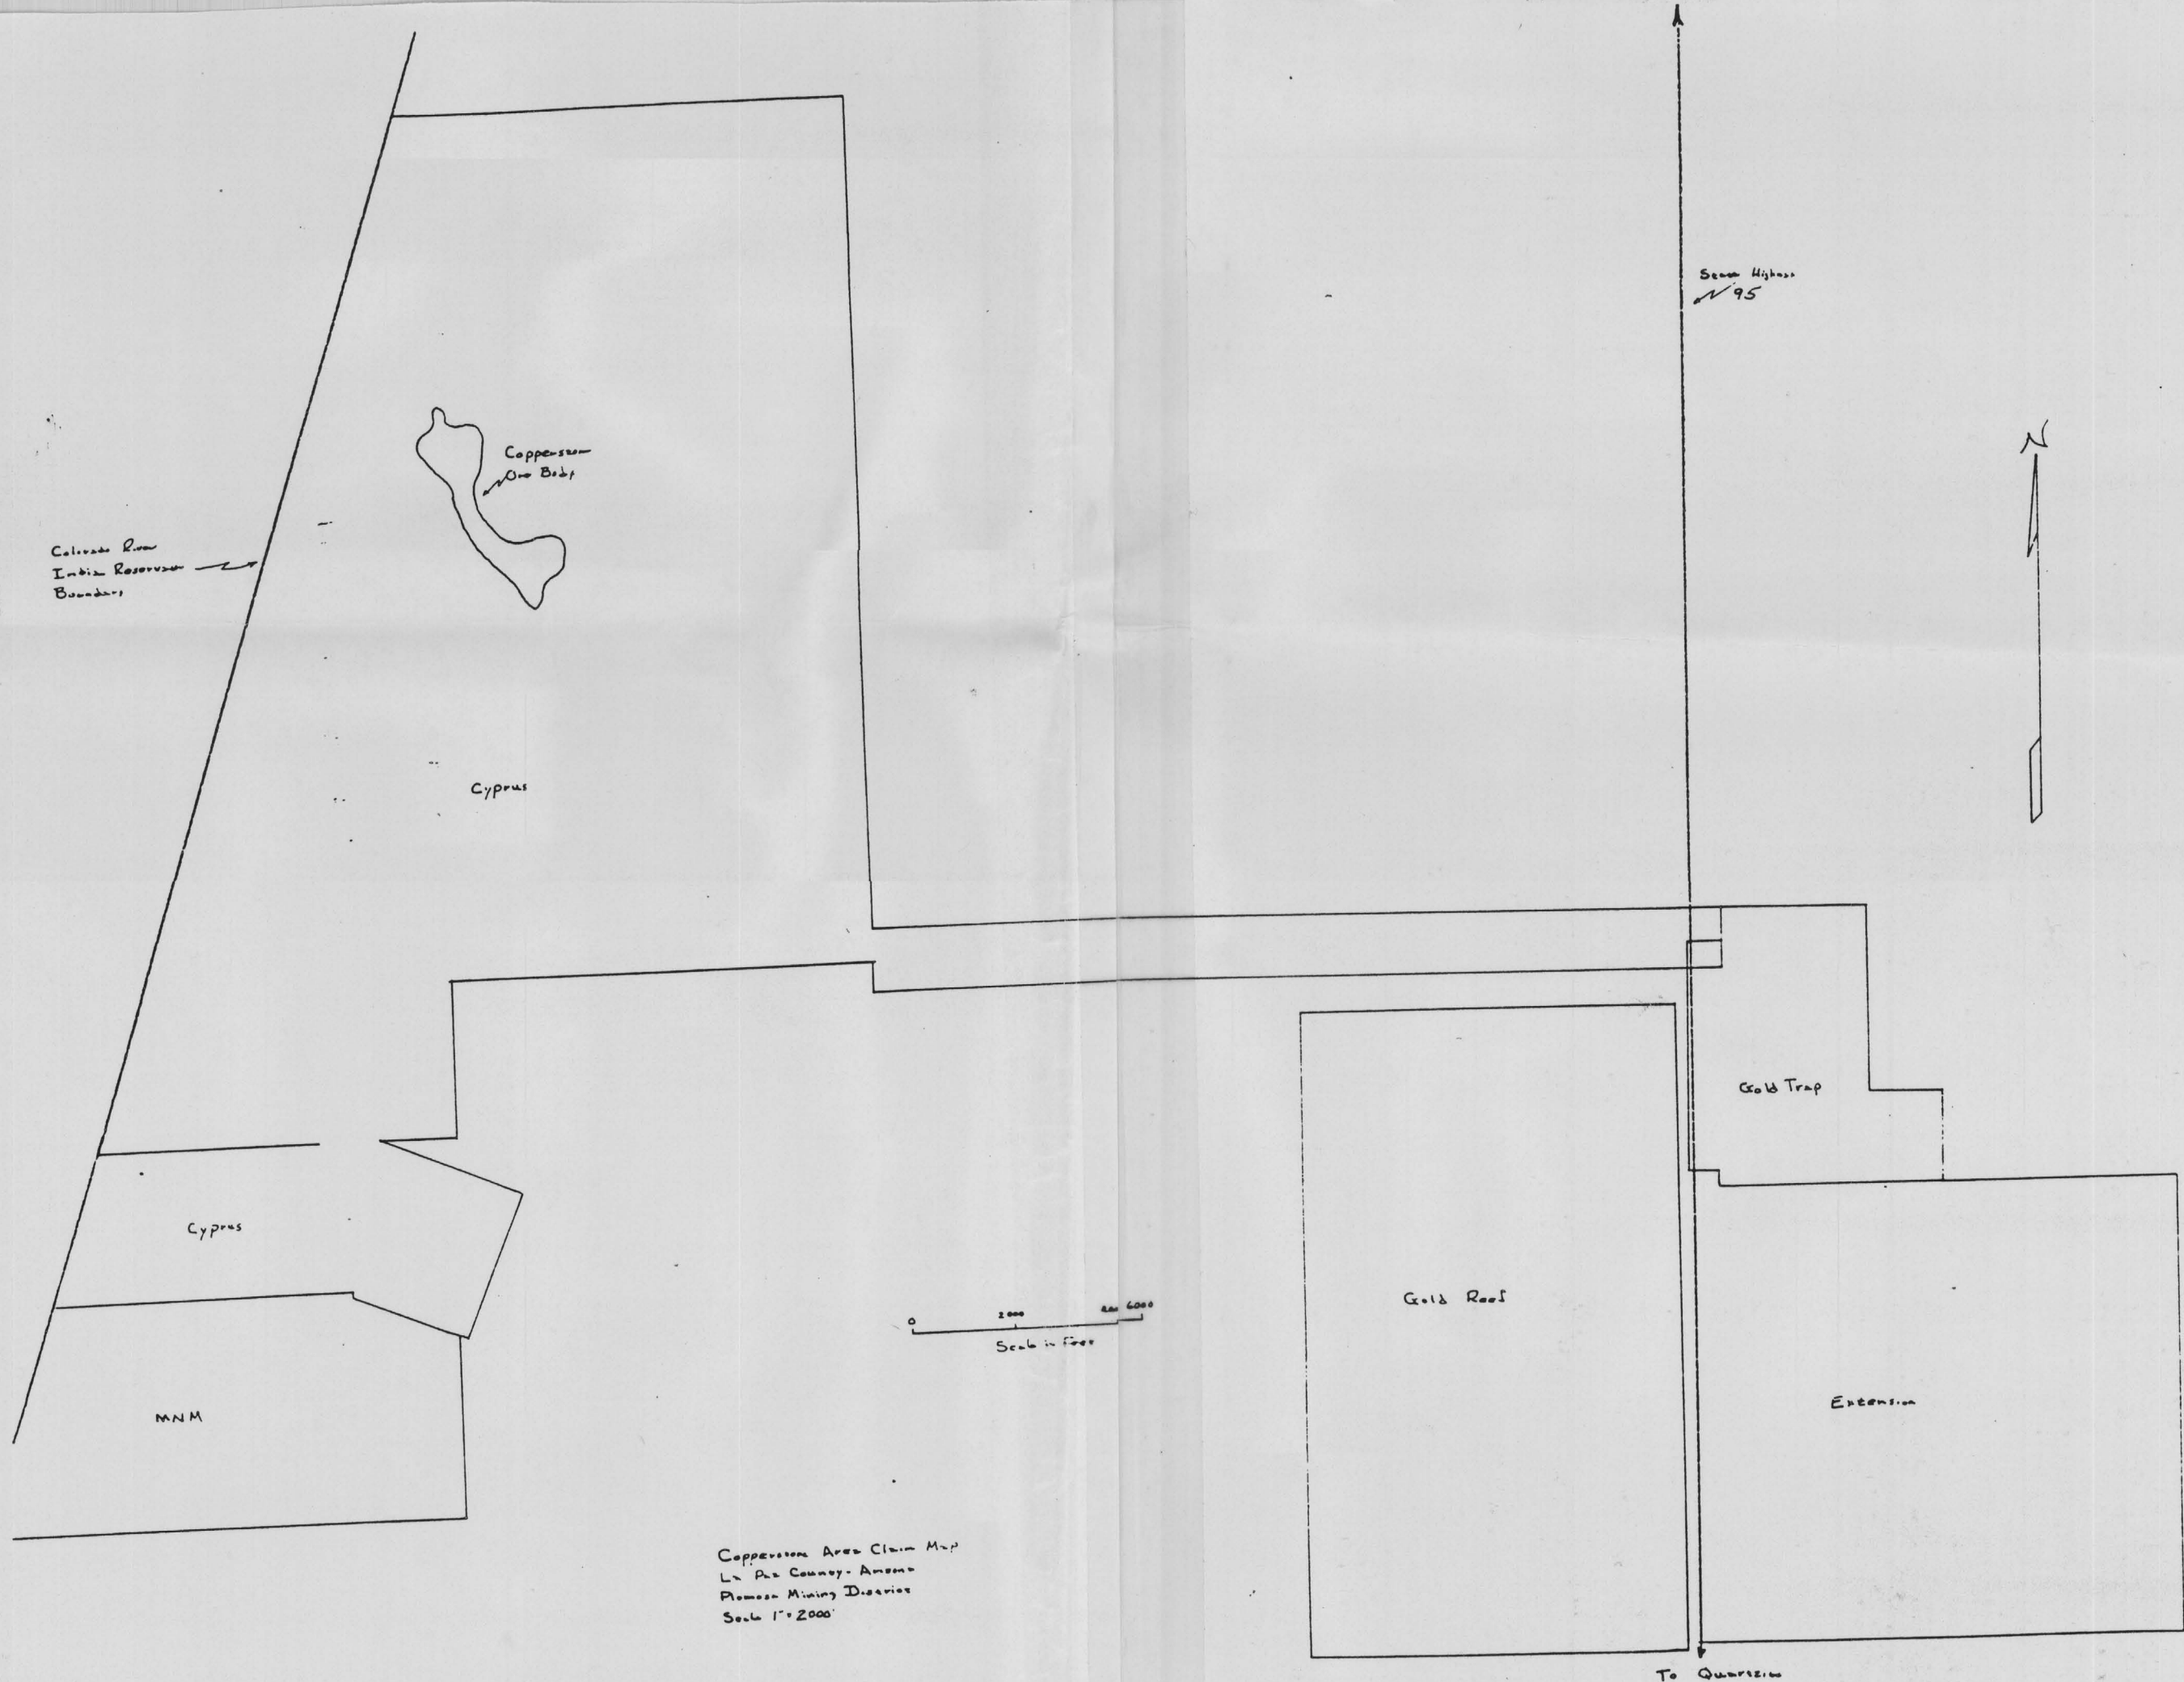 State Highway
95
N
Copperstone
Ore Body
Colorado River
Indian Reservation
Boundary
Cyprus
Gold Trap
Cyprus
Gold Reef
0 2000 6000
Scale in Feet
Extension
MNM
Copperstone Area Claim Map
La Paz County - Arizona
Plomosa Mining District
Scale 1" = 2000'
To Quartzsite